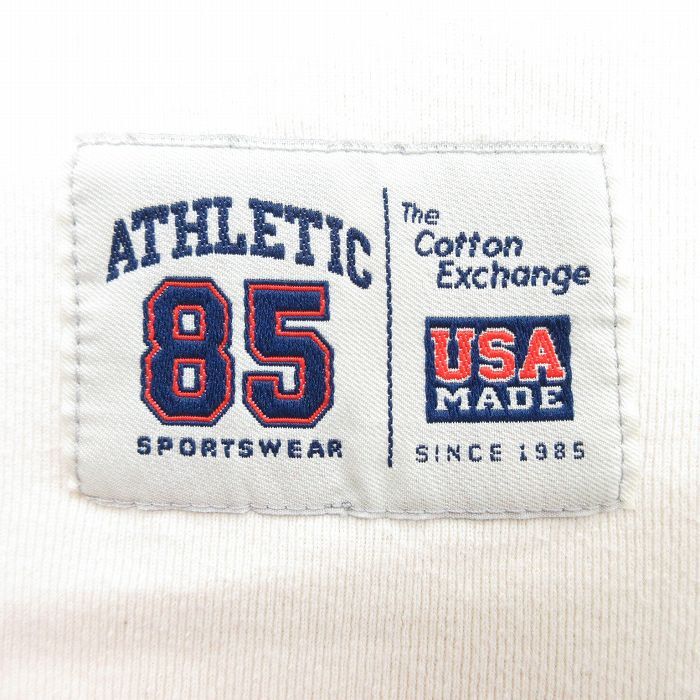 ATHLETIC
85
SPORTSWEAR
The
Cotton
Exchange
USA
MADE
SINCE 1985